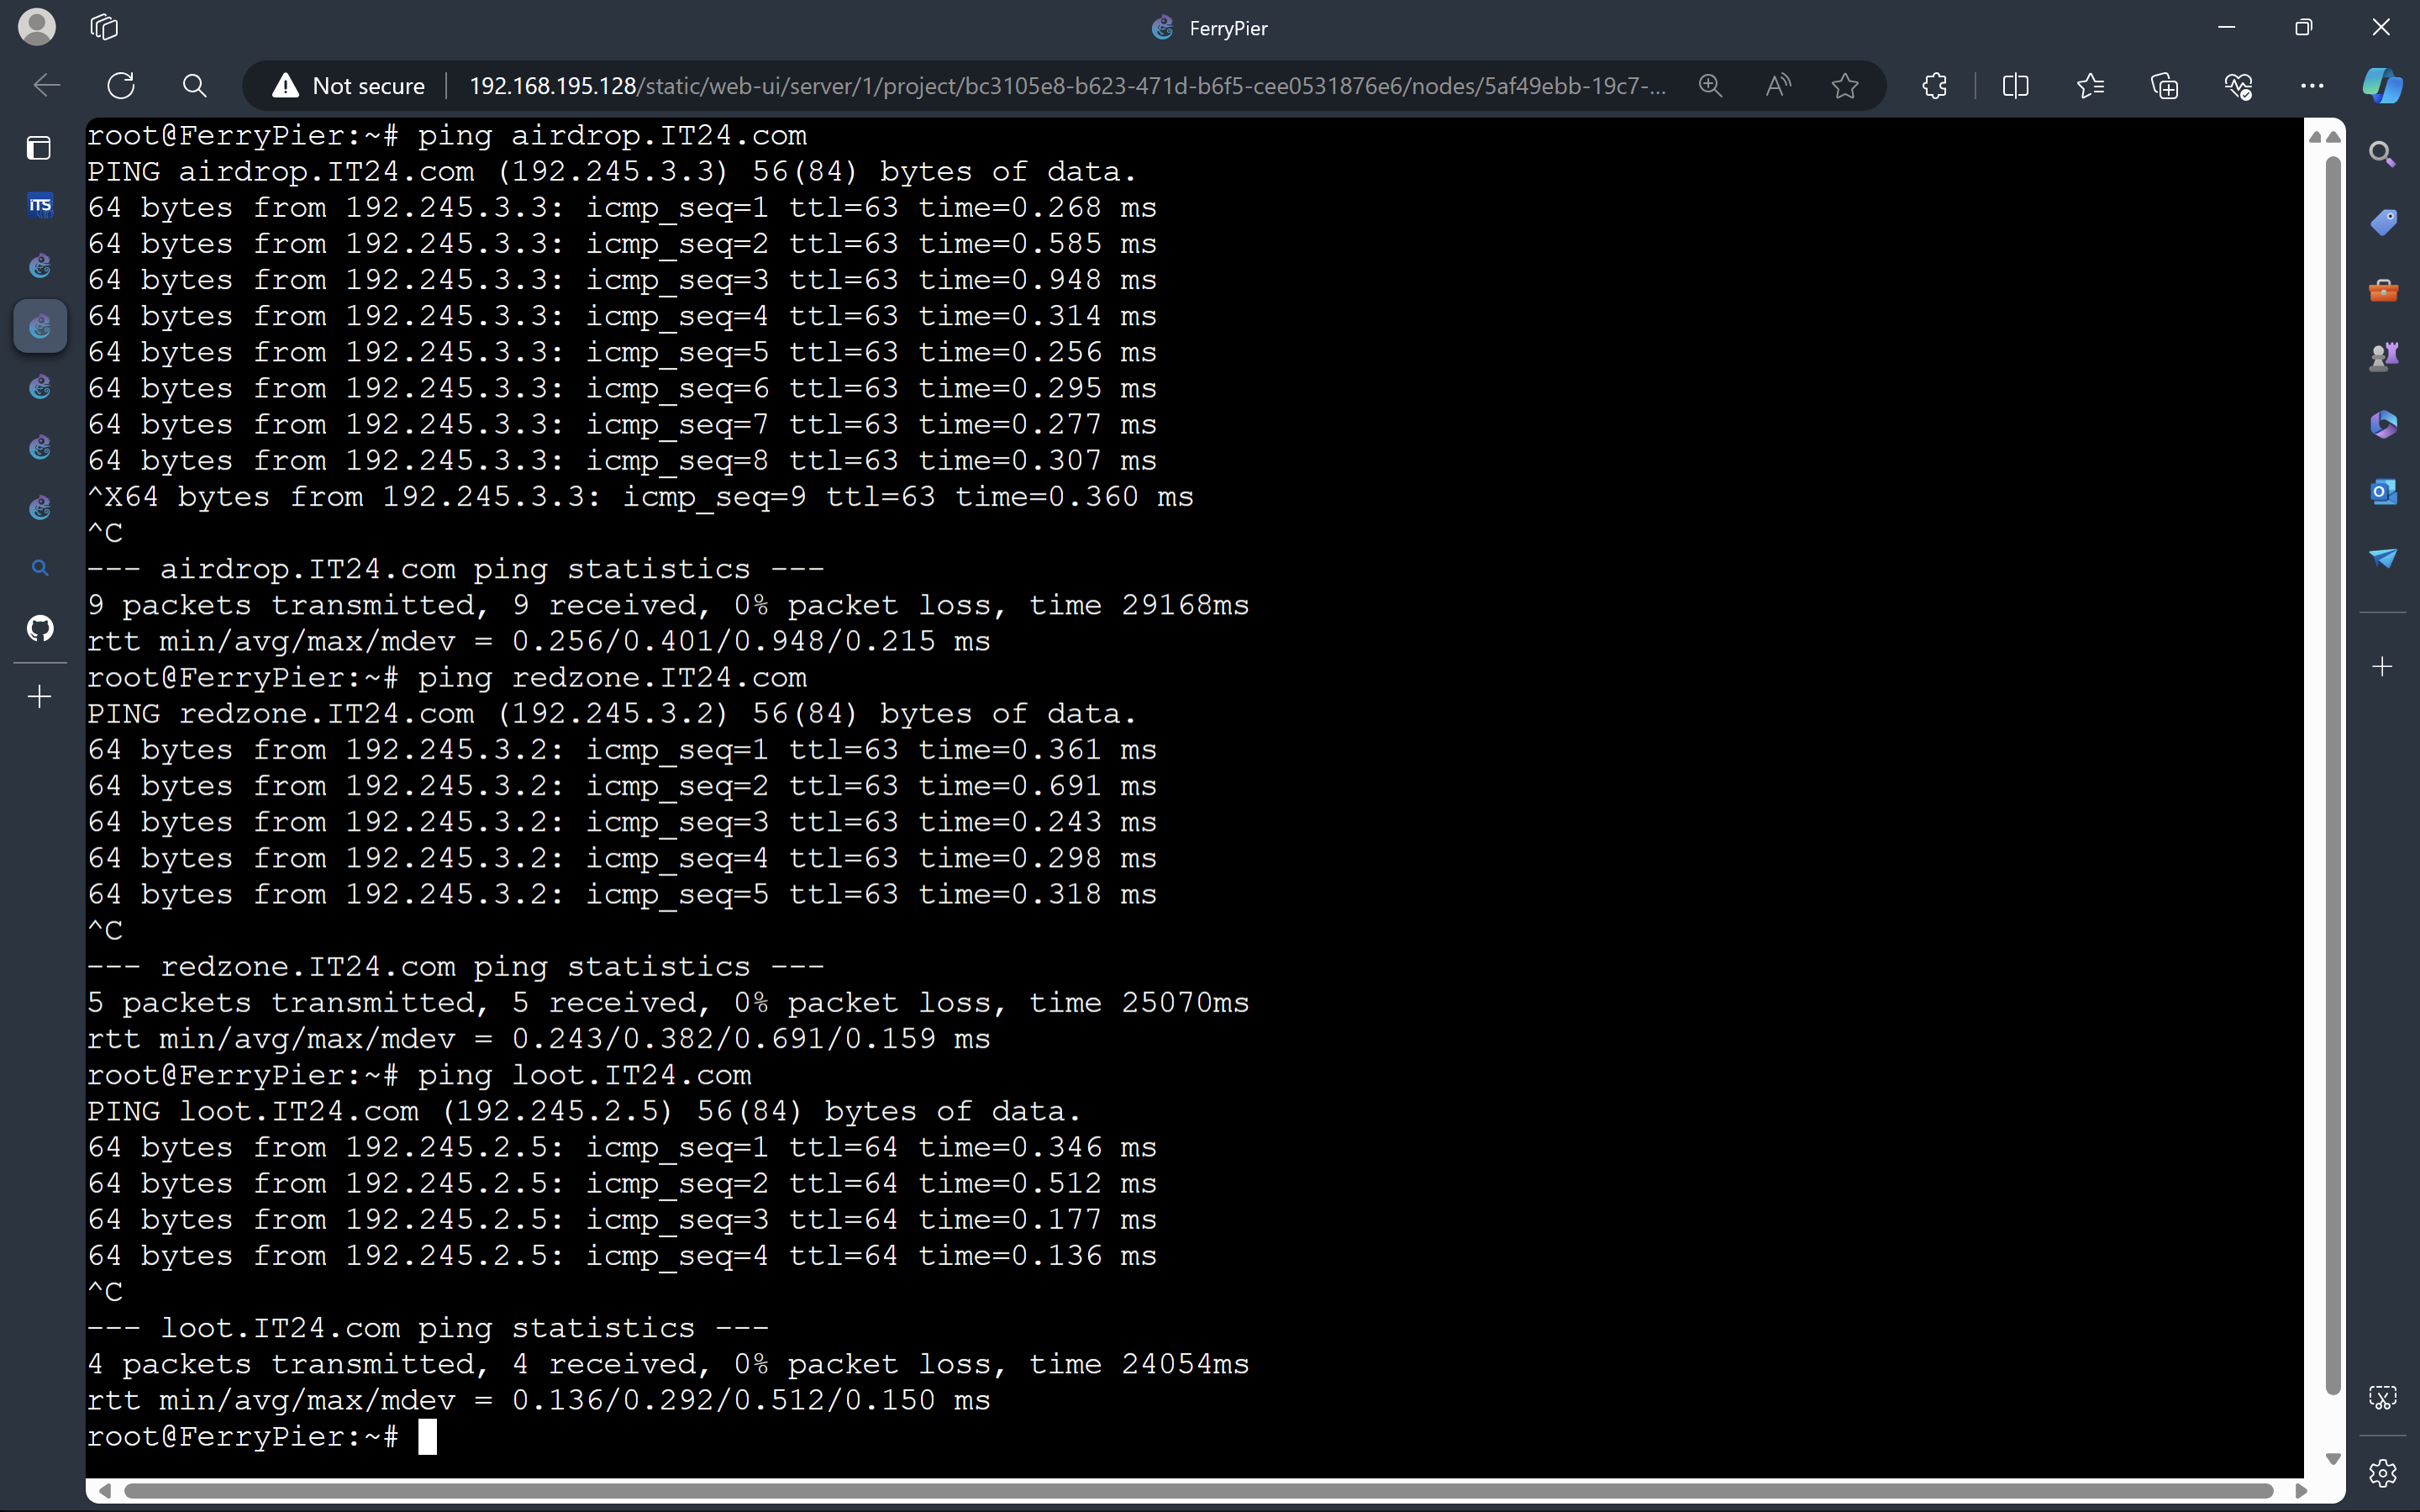 FerryPier
Not secure
192.168.195.128/static/web-ui/server/1/project/bc3105e8-b623-471d-b6f5-cee0531876e6/nodes/5af49ebb-19c7-...
ITS
root@FerryPier:~# ping airdrop.IT24.com
PING airdrop.IT24.com (192.245.3.3) 56(84) bytes of data.
64 bytes from 192.245.3.3: icmp_seq=1 ttl=63 time=0.268 ms
64 bytes from 192.245.3.3: icmp_seq=2 ttl=63 time=0.585 ms
64 bytes from 192.245.3.3: icmp_seq=3 ttl=63 time=0.948 ms
64 bytes from 192.245.3.3: icmp_seq=4 ttl=63 time=0.314 ms
64 bytes from 192.245.3.3: icmp_seq=5 ttl=63 time=0.256 ms
64 bytes from 192.245.3.3: icmp_seq=6 ttl=63 time=0.295 ms
64 bytes from 192.245.3.3: icmp_seq=7 ttl=63 time=0.277 ms
64 bytes from 192.245.3.3: icmp_seq=8 ttl=63 time=0.307 ms
^X64 bytes from 192.245.3.3: icmp_seq=9 ttl=63 time=0.360 ms
^C
--- airdrop.IT24.com ping statistics ---
9 packets transmitted, 9 received, 0% packet loss, time 29168ms
rtt min/avg/max/mdev = 0.256/0.401/0.948/0.215 ms
root@FerryPier:~# ping redzone.IT24.com
PING redzone.IT24.com (192.245.3.2) 56(84) bytes of data.
64 bytes from 192.245.3.2: icmp_seq=1 ttl=63 time=0.361 ms
64 bytes from 192.245.3.2: icmp_seq=2 ttl=63 time=0.691 ms
64 bytes from 192.245.3.2: icmp_seq=3 ttl=63 time=0.243 ms
64 bytes from 192.245.3.2: icmp_seq=4 ttl=63 time=0.298 ms
64 bytes from 192.245.3.2: icmp_seq=5 ttl=63 time=0.318 ms
^C
--- redzone.IT24.com ping statistics ---
5 packets transmitted, 5 received, 0% packet loss, time 25070ms
rtt min/avg/max/mdev = 0.243/0.382/0.691/0.159 ms
root@FerryPier:~# ping loot.IT24.com
PING loot.IT24.com (192.245.2.5) 56(84) bytes of data.
64 bytes from 192.245.2.5: icmp_seq=1 ttl=64 time=0.346 ms
64 bytes from 192.245.2.5: icmp_seq=2 ttl=64 time=0.512 ms
64 bytes from 192.245.2.5: icmp_seq=3 ttl=64 time=0.177 ms
64 bytes from 192.245.2.5: icmp_seq=4 ttl=64 time=0.136 ms
^C
--- loot.IT24.com ping statistics ---
4 packets transmitted, 4 received, 0% packet loss, time 24054ms
rtt min/avg/max/mdev = 0.136/0.292/0.512/0.150 ms
root@FerryPier:~#